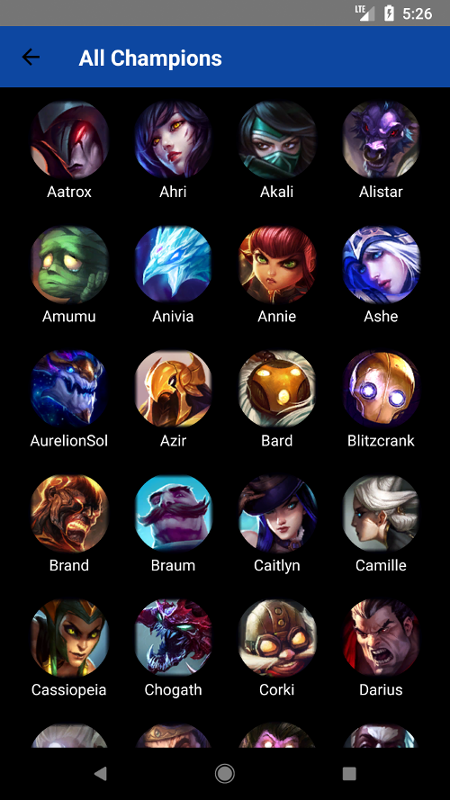 LTE 5:26
All Champions
Aatrox Ahri Akali Alistar
Amumu Anivia Annie Ashe
AurelionSol Azir Bard Blitzcrank
Brand Braum Caitlyn Camille
Cassiopeia Chogath Corki Darius